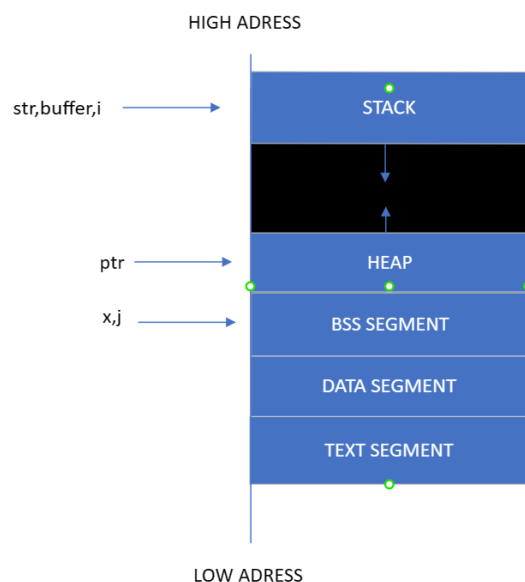 HIGH ADRESS
str,buffer,i
STACK
ptr
HEAP
x,j
BSS SEGMENT
DATA SEGMENT
TEXT SEGMENT
LOW ADRESS